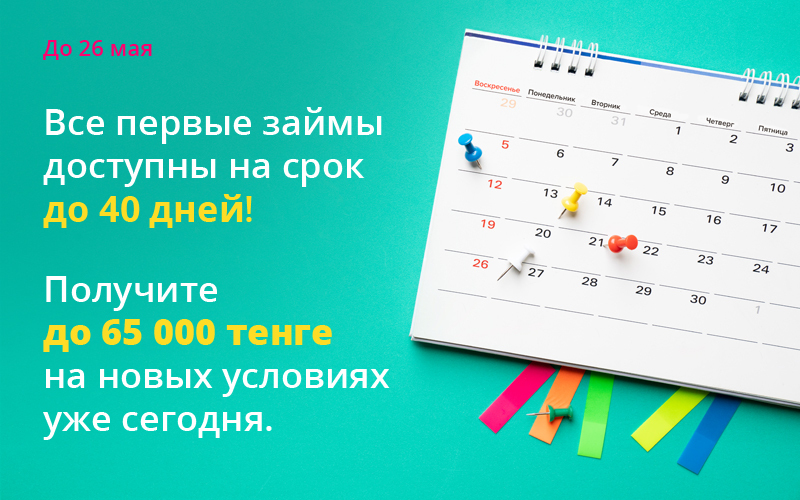 До 26 мая
Все первые займы
доступны на срок
до 40 дней!
Получите
до 65 000 тенге
на новых условиях
уже сегодня.
Воскресенье Понедельник Вторник Среда Четверг Пятница
29 30 31 1 2 3
5 6 7 8 9 10
12 13 14 15 16 17
19 20 21 22 23 24
26 27 28 29 30 1